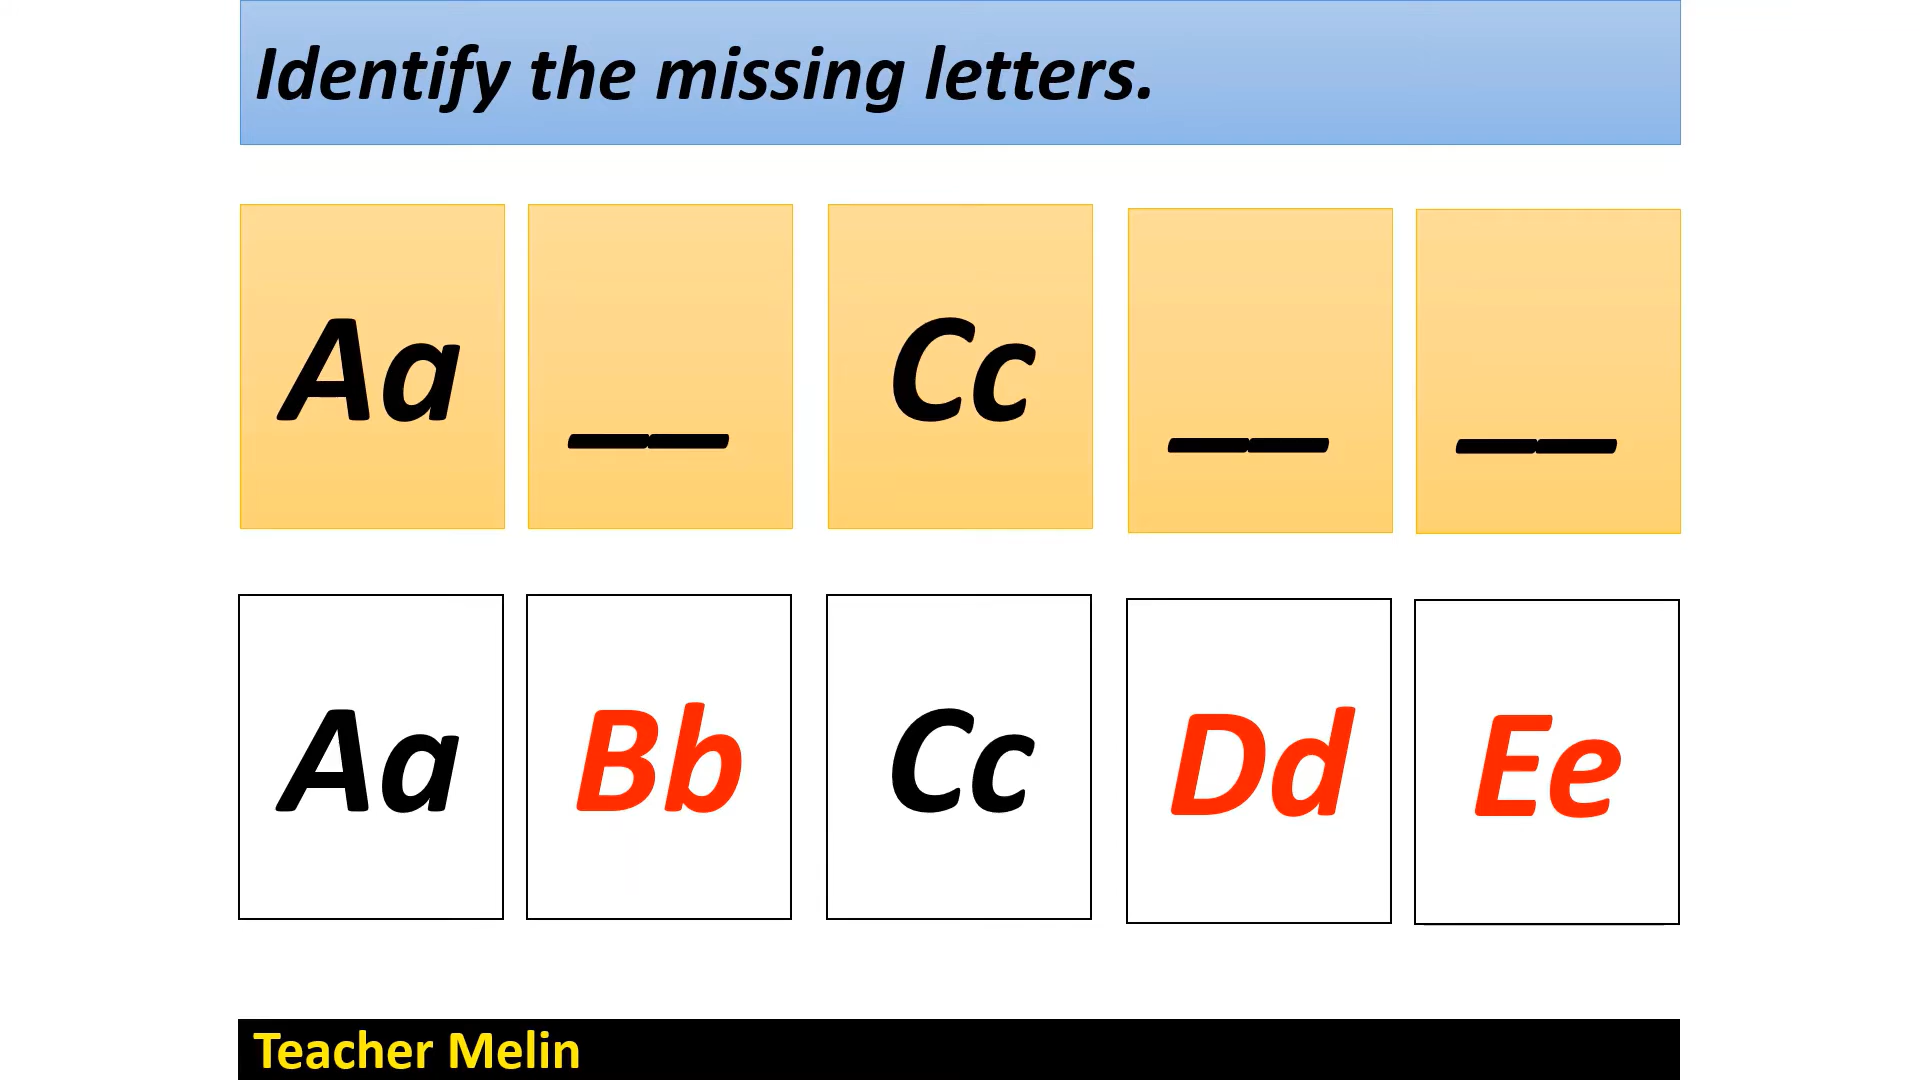 Identify the missing letters.
Aa __ Cc __ __
Aa Bb Cc Dd Ee
Teacher Melin